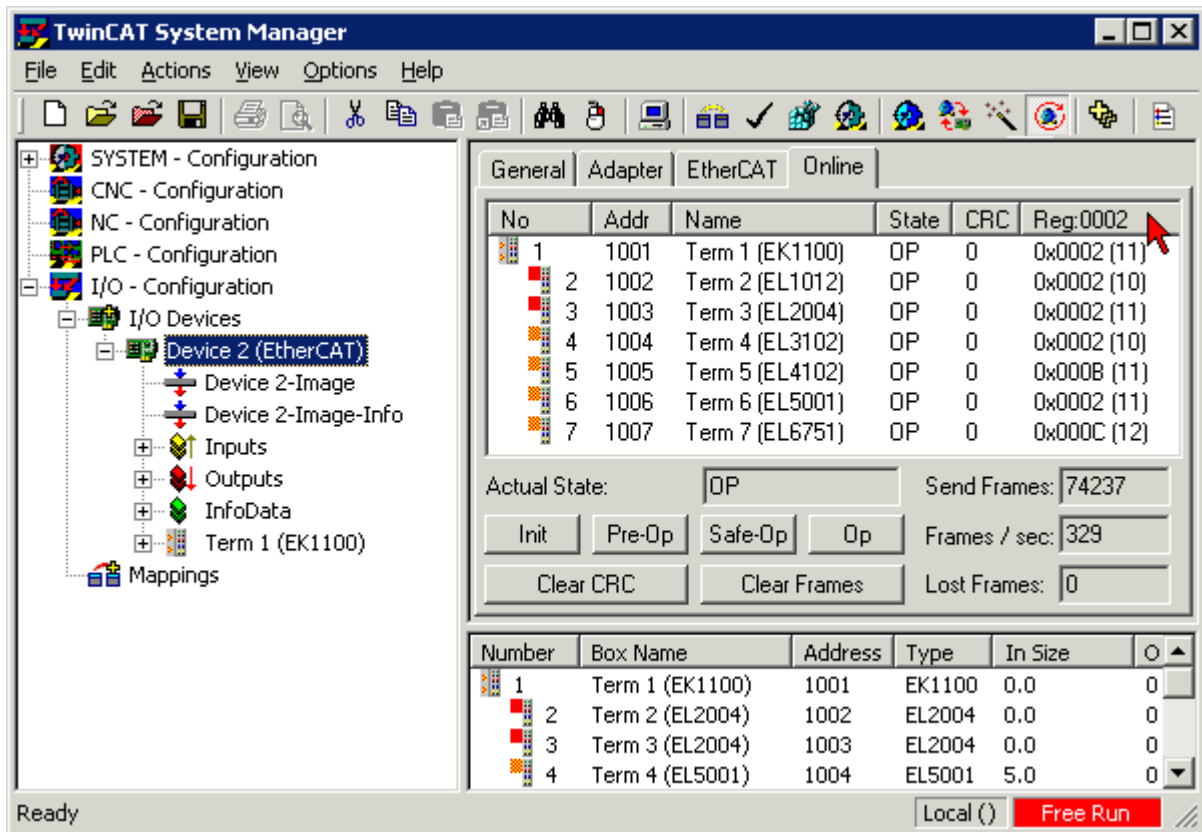 TwinCAT System Manager
File Edit Actions View Options Help
SYSTEM - Configuration
CNC - Configuration
NC - Configuration
PLC - Configuration
I/O - Configuration
I/O Devices
Device 2 (EtherCAT)
Device 2-Image
Device 2-Image-Info
Inputs
Outputs
InfoData
Term 1 (EK1100)
Mappings
General Adapter EtherCAT Online
No Addr Name State CRC Reg:0002
1 1001 Term 1 (EK1100) OP 0 0x0002 (11)
2 1002 Term 2 (EL1012) OP 0 0x0002 (10)
3 1003 Term 3 (EL2004) OP 0 0x0002 (11)
4 1004 Term 4 (EL3102) OP 0 0x0002 (10)
5 1005 Term 5 (EL4102) OP 0 0x000B (11)
6 1006 Term 6 (EL5001) OP 0 0x0002 (11)
7 1007 Term 7 (EL6751) OP 0 0x000C (12)
Actual State: OP Send Frames: 74237
Init Pre-Op Safe-Op Op Frames / sec: 329
Clear CRC Clear Frames Lost Frames: 0
Number Box Name Address Type In Size O
1 Term 1 (EK1100) 1001 EK1100 0.0 0
2 Term 2 (EL2004) 1002 EL2004 0.0 0
3 Term 3 (EL2004) 1003 EL2004 0.0 0
4 Term 4 (EL5001) 1004 EL5001 5.0 0
Ready Local () Free Run